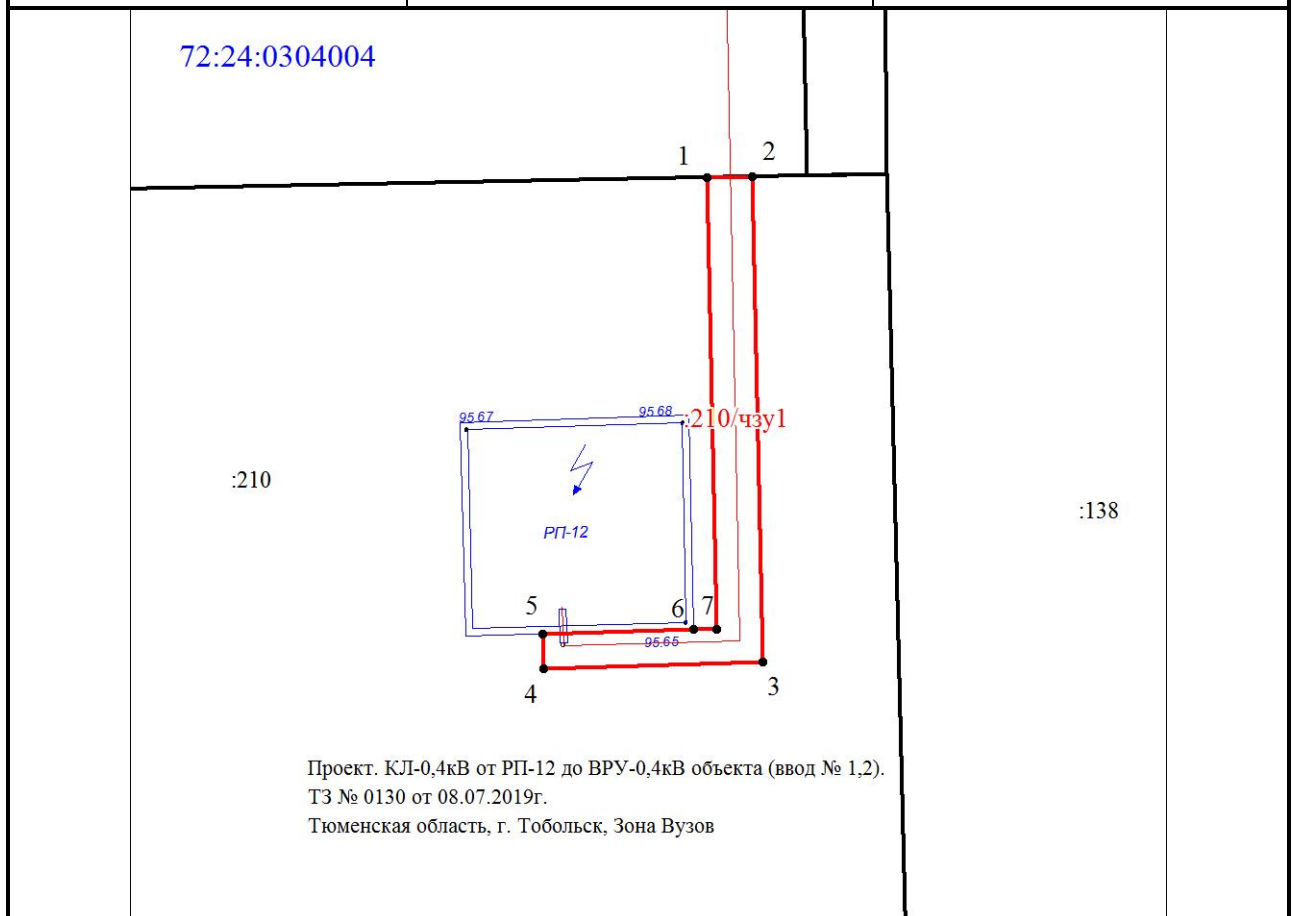 72:24:0304004
1
2
95.67
95.68
:210/чзу1
:210
:138
РП-12
5
6
7
95.65
4
3
Проект. КЛ-0,4кВ от РП-12 до ВРУ-0,4кВ объекта (ввод № 1,2).
ТЗ № 0130 от 08.07.2019г.
Тюменская область, г. Тобольск, Зона Вузов